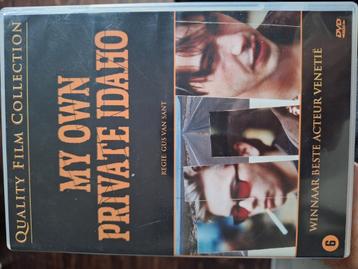 QUALITY FILM COLLECTION
MY OWN
PRIVATE IDAHO
REGIE GUS VAN SANT
WINNAAR BESTE ACTEUR VENETIË
DVD
6